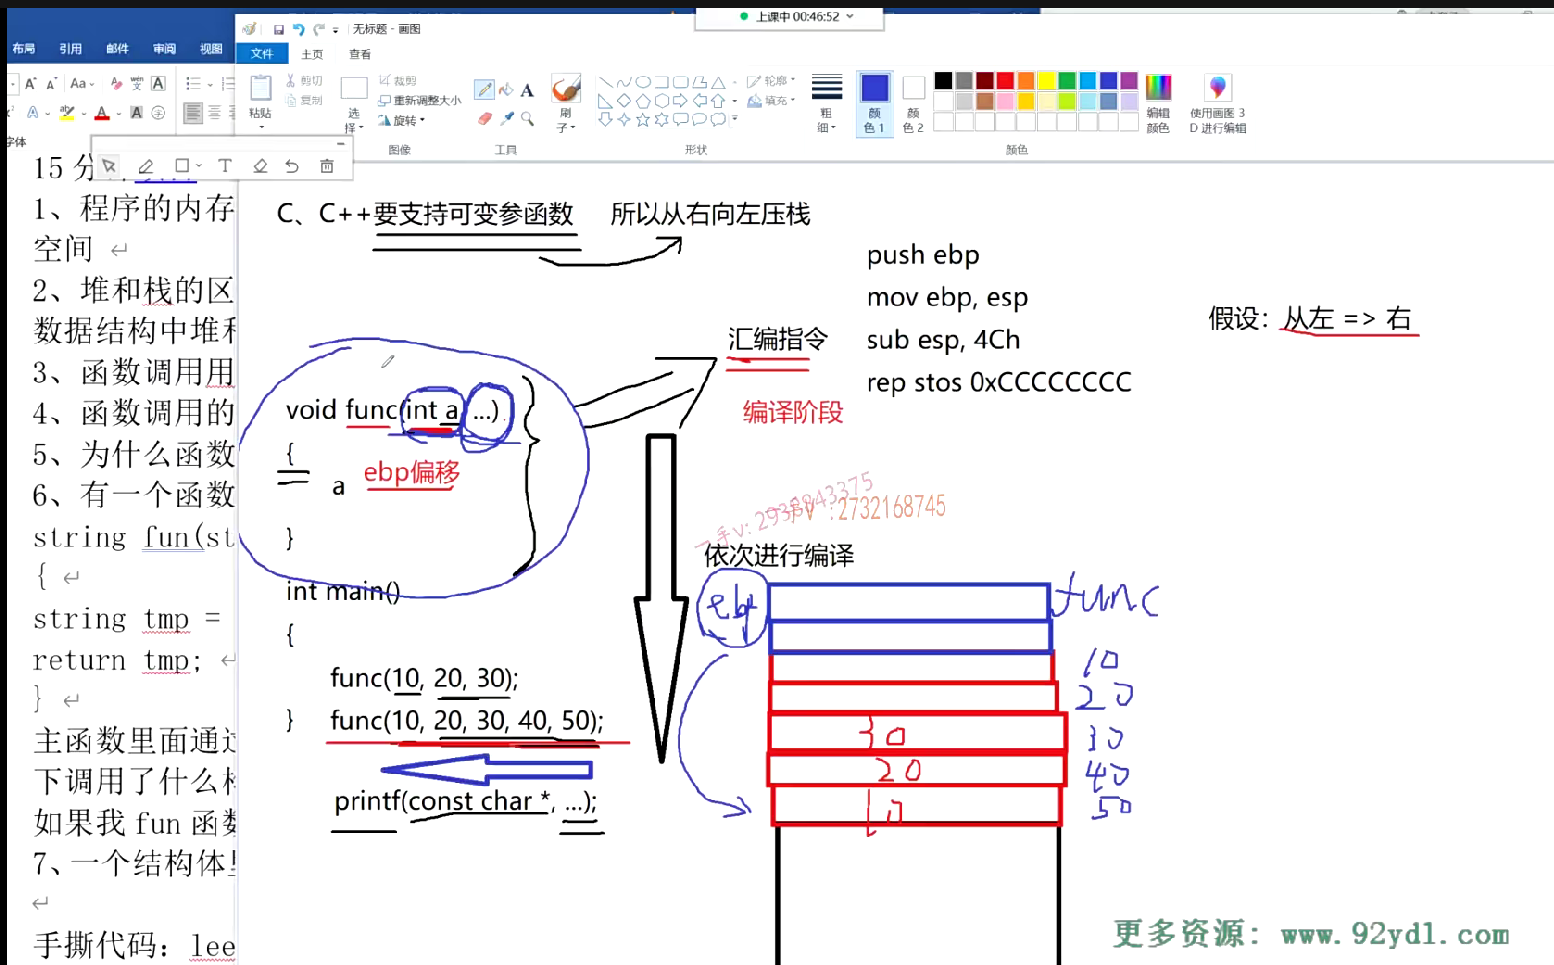 上课中 00:46:52
无标题 - 画图
布局 引用 邮件 审阅 视图
文件 主页 查看
粘贴 剪切 复制
选择 裁剪 重新调整大小 旋转
刷子
轮廓 填充
粗细 颜色 1 颜色 2 编辑颜色 使用画图 3D 进行编辑
字体 图像 工具 形状 颜色
15 分
1、程序的内存
空间
2、堆和栈的区
数据结构中堆和
3、函数调用用
4、函数调用的
5、为什么函数
6、有一个函数
string fun(st
{
string tmp =
return tmp;
}
主函数里面通过
下调用了什么
如果我 fun 函数
7、一个结构体里
手撕代码：lee
C、C++要支持可变参函数 所以从右向左压栈
push ebp
mov ebp, esp
sub esp, 4Ch
rep stos 0xCCCCCCCC
假设：从左 => 右
汇编指令
编译阶段
void func(int a, ...)
{
a ebp偏移
}
int main()
{
func(10, 20, 30);
func(10, 20, 30, 40, 50);
}
printf(const char *, ...);
2732168745
依次进行编译
ebp
func
10
20
30 30
20 40
10 50
更多资源：www.92ydl.com